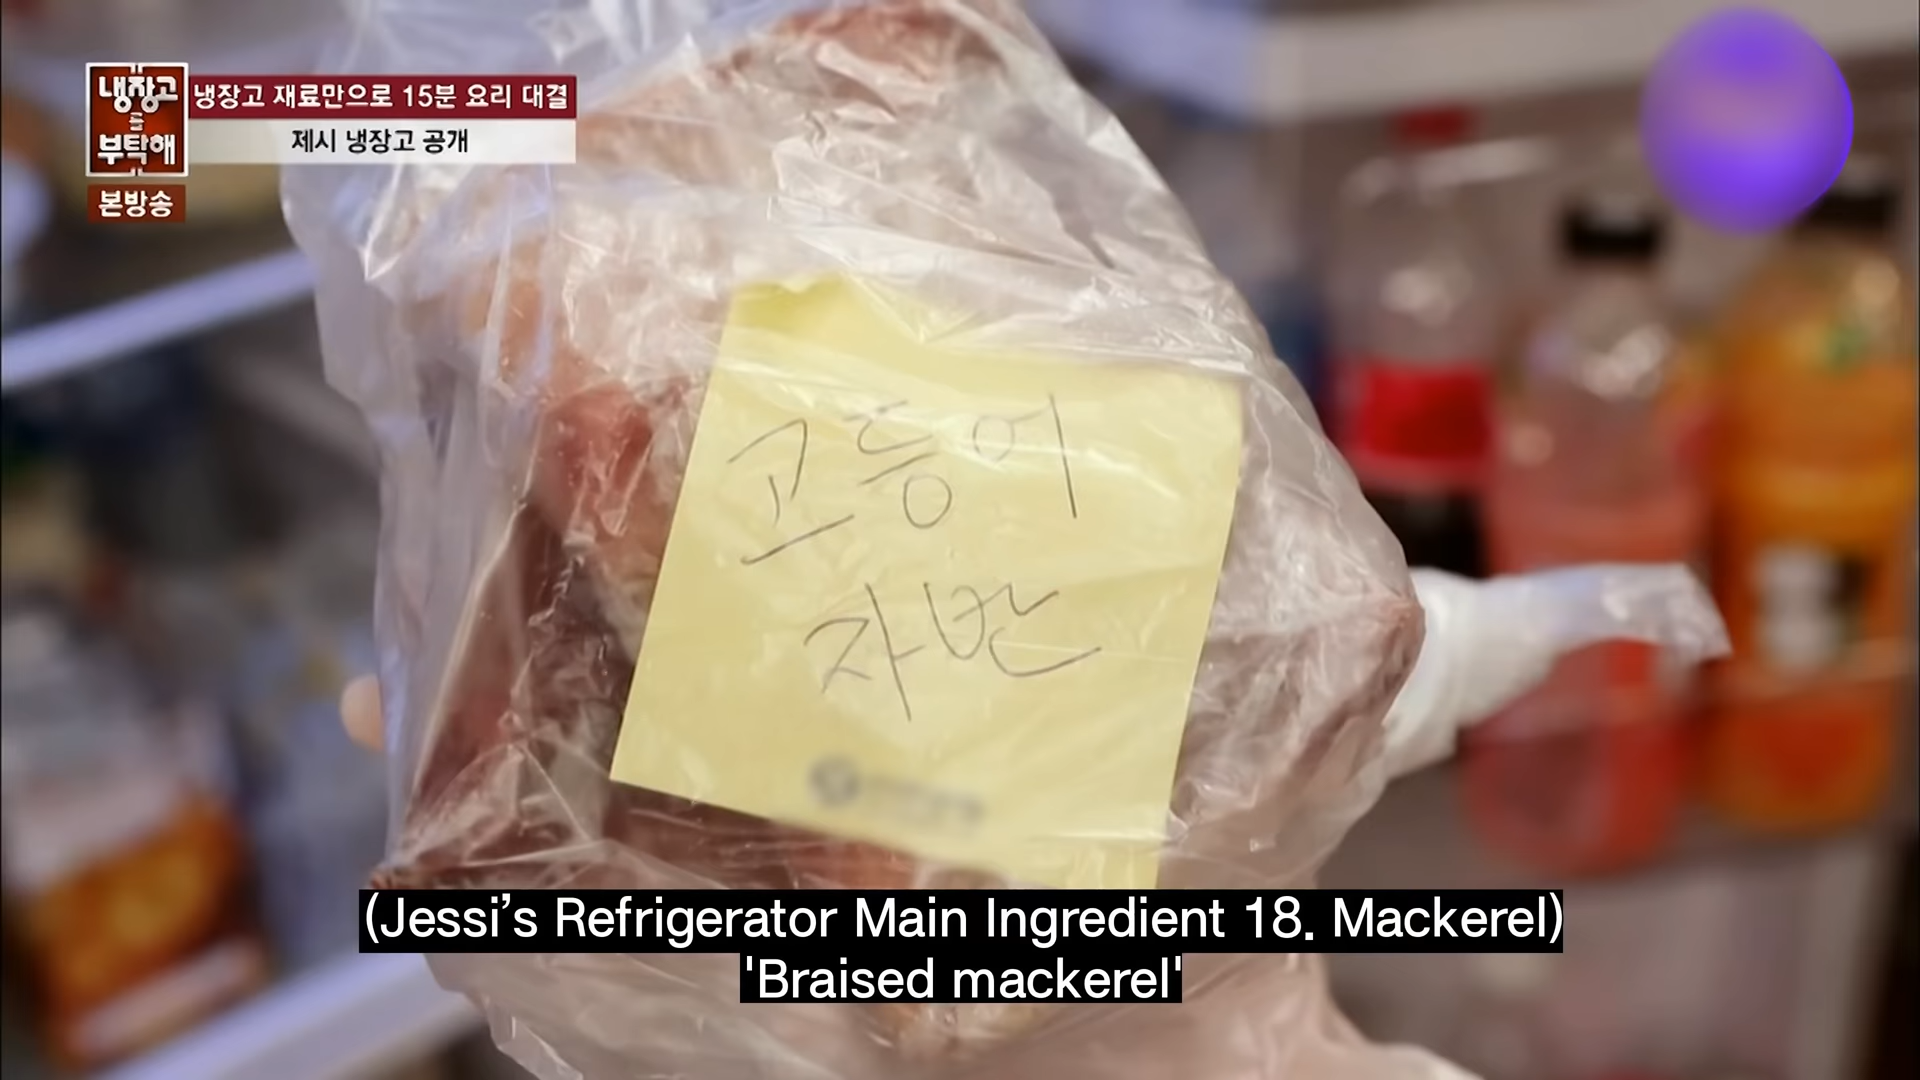 냉장고
를
부탁해
냉장고 재료만으로 15분 요리 대결
제시 냉장고 공개
본방송
고등어
자반
(Jessi's Refrigerator Main Ingredient 18. Mackerel)
'Braised mackerel'